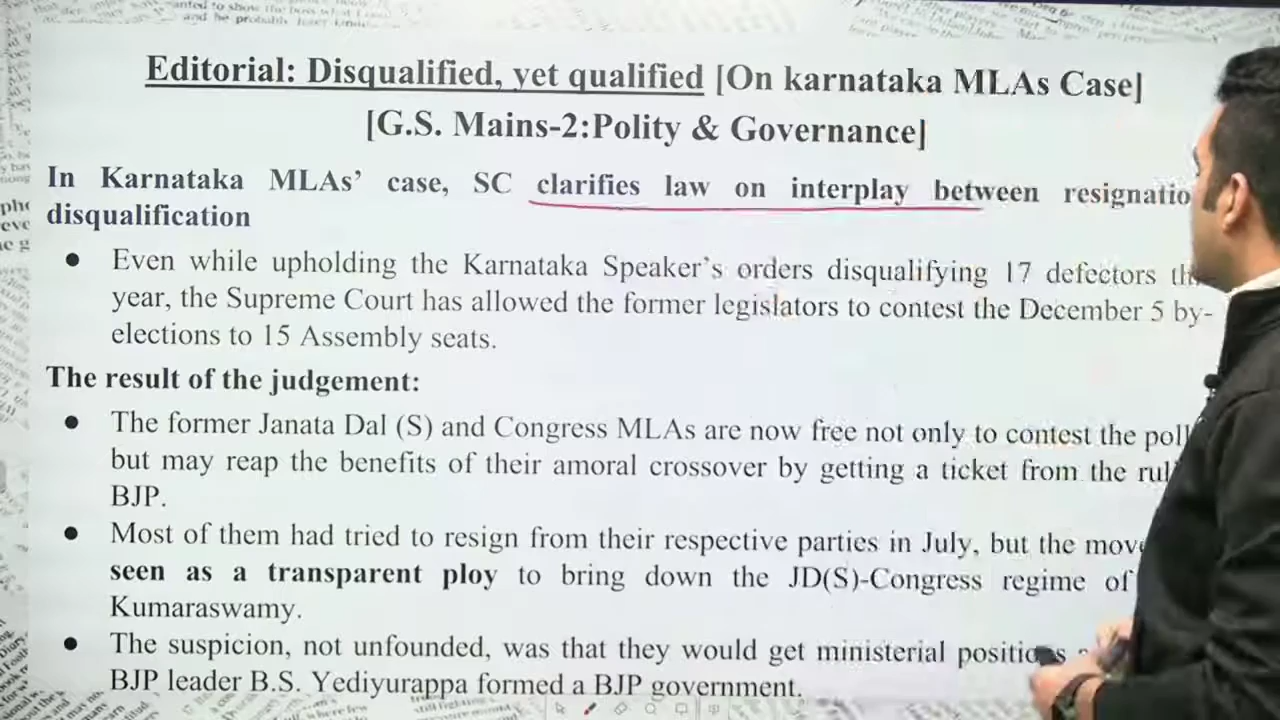 Editorial: Disqualified, yet qualified [On karnataka MLAs Case]
[G.S. Mains-2:Polity & Governance]
In Karnataka MLAs' case, SC clarifies law on interplay between
disqualification
● Even while upholding the Karnataka Speaker's orders disqualifying 17 defectors
year, the Supreme Court has allowed the former legislators to contest the December 5 by-
elections to 15 Assembly seats.
The result of the judgement:
● The former Janata Dal (S) and Congress MLAs are now free not only to contest the
but may reap the benefits of their amoral crossover by getting a ticket from the
BJP.
● Most of them had tried to resign from their respective parties in July, but the
seen as a transparent ploy to bring down the JD(S)-Congress regime of
Kumaraswamy.
● The suspicion, not unfounded, was that they would get ministerial positions
BJP leader B.S. Yediyurappa formed a BJP government.